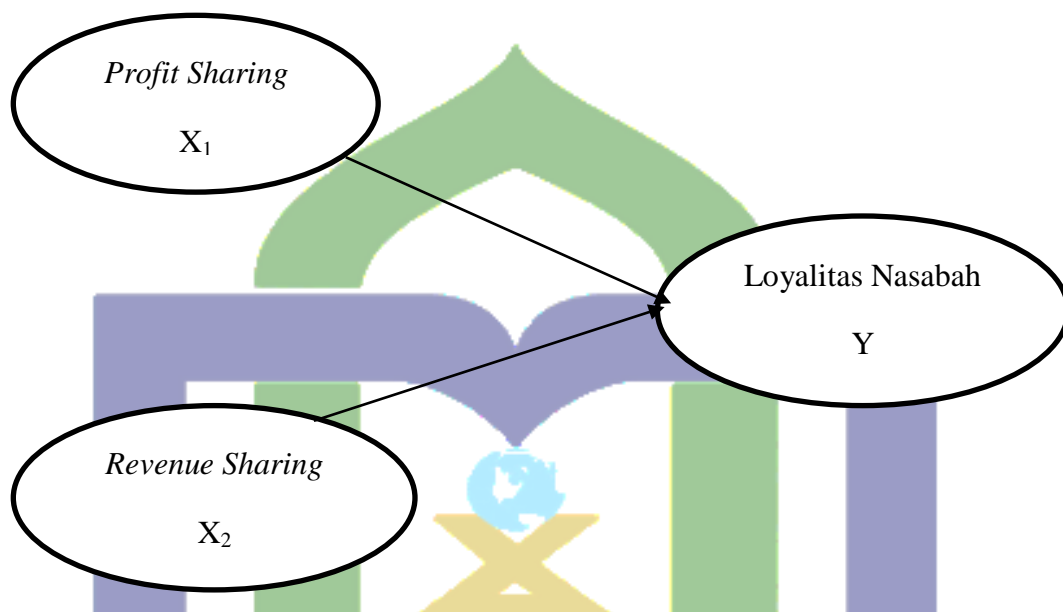 Profit Sharing
X₁
Loyalitas Nasabah
Y
Revenue Sharing
X₂